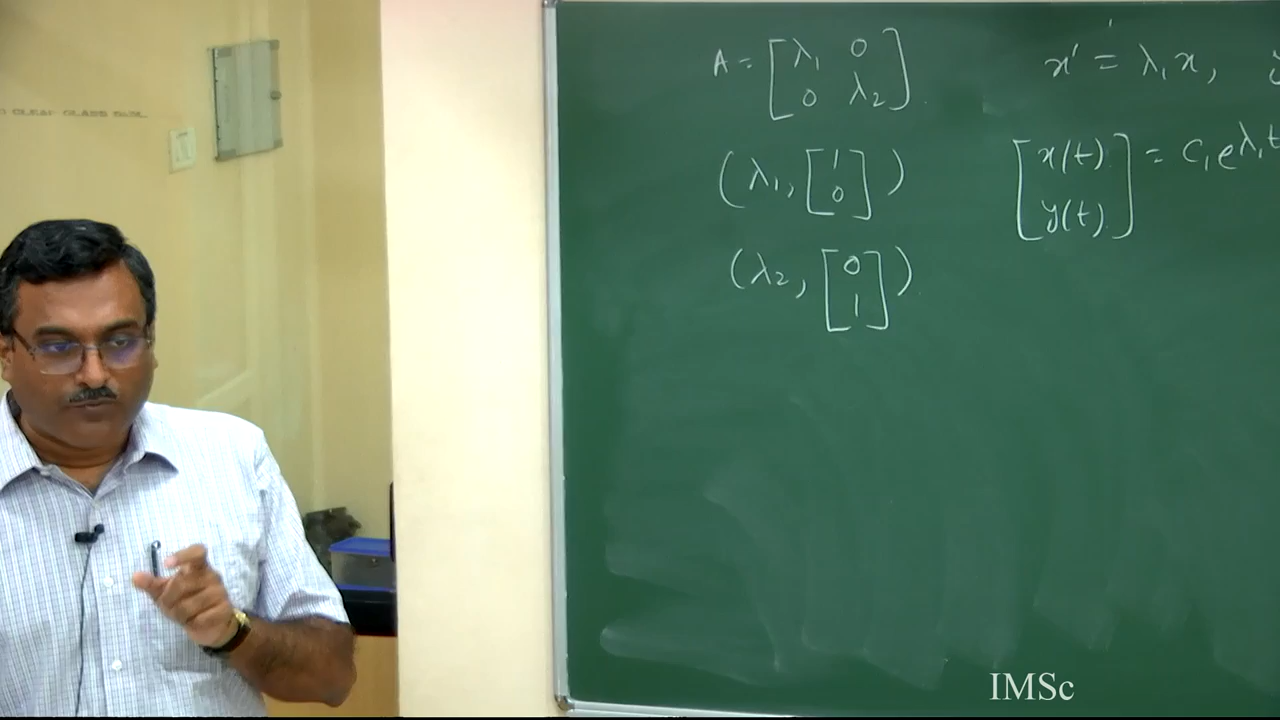 A = [λ₁ 0
0 λ₂]
(λ₁, [1
0])
(λ₂, [0
1])
x' = λ₁x,
[x(t)
y(t)] = c₁e^λ₁t
IMSc